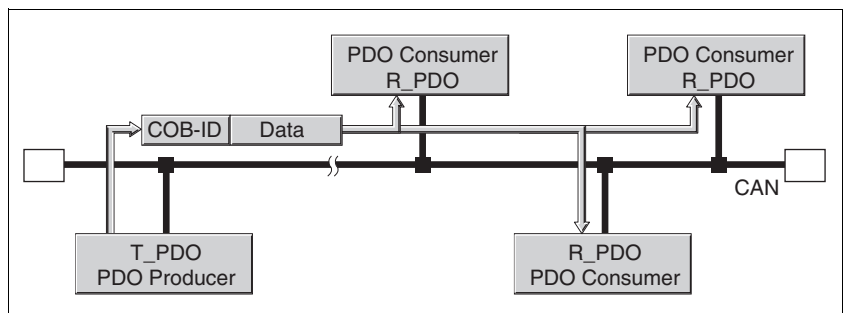 PDO Consumer
R_PDO
PDO Consumer
R_PDO
COB-ID
Data
CAN
T_PDO
PDO Producer
R_PDO
PDO Consumer